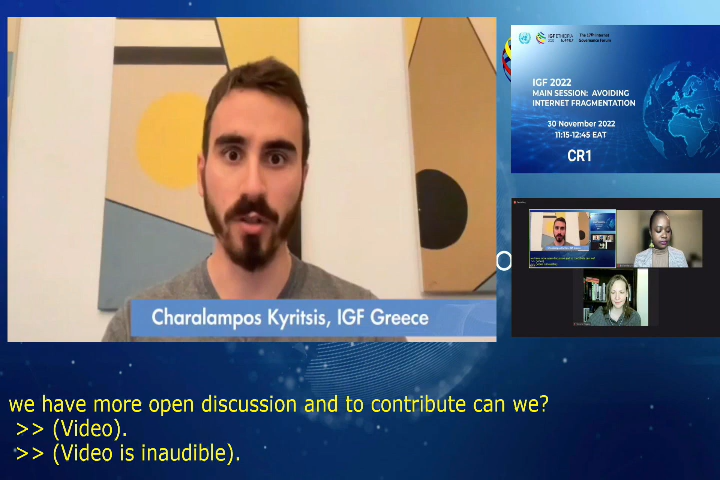 Charalampos Kyritsis, IGF Greece
IGF 2022
MAIN SESSION: AVOIDING
INTERNET FRAGMENTATION
30 November 2022
11:15-12:45 EAT
CR1
we have more open discussion and to contribute can we?
>> (Video).
>> (Video is inaudible).